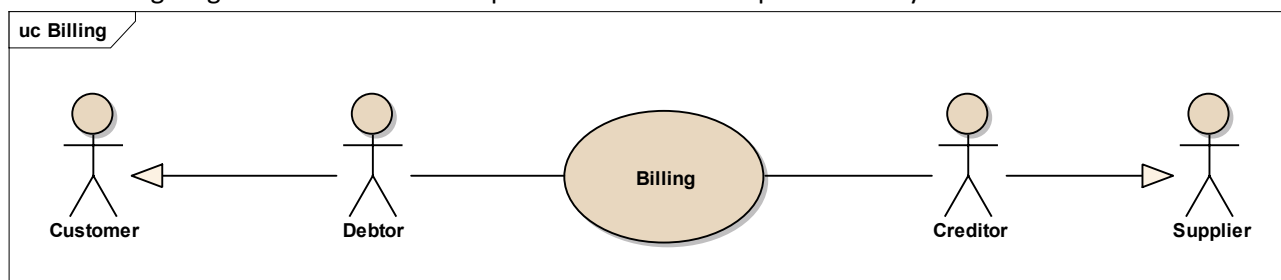 uc Billing
Billing
Customer
Debtor
Creditor
Supplier